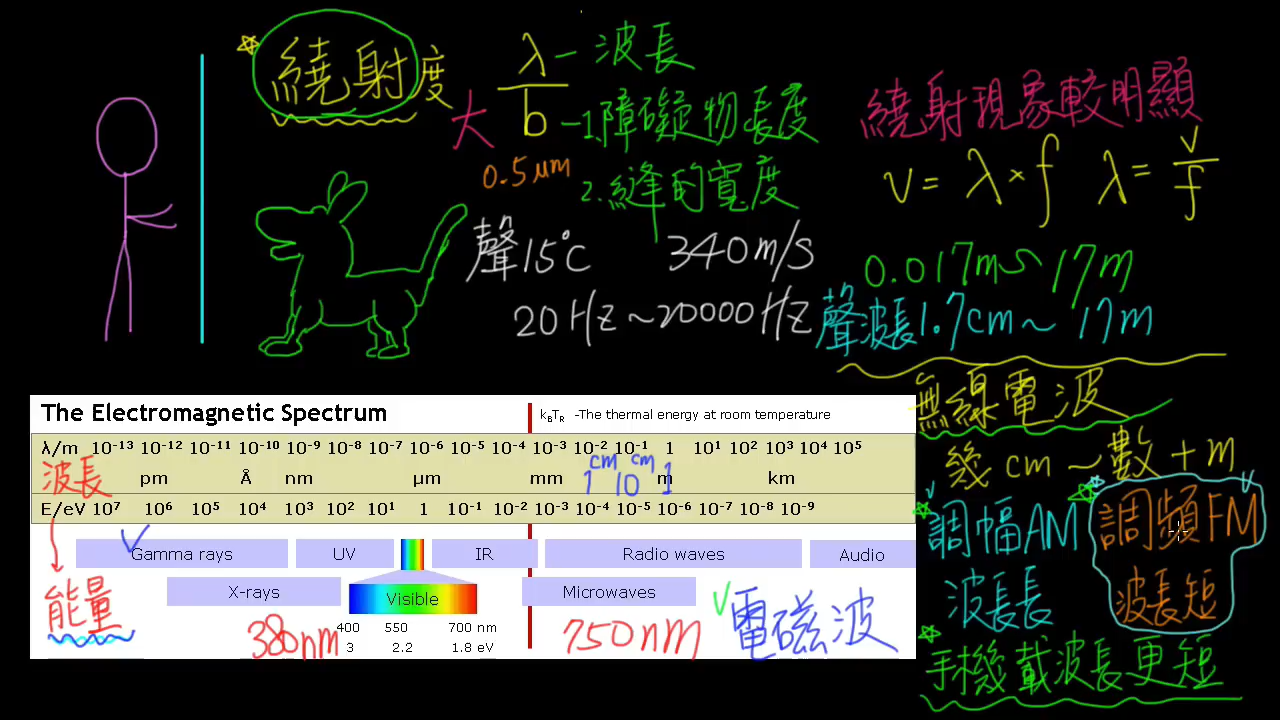 繞射度 λ/b
λ - 波長
大
b - 1.障礙物長度
2.縫的寬度
0.5μm
繞射現象較明顯
v = λ × f λ = v/f
聲15°C 340m/s
20Hz ~ 20000Hz
0.017m ~ 17m
聲波長1.7cm ~ 17m
無線電波
幾cm ~ 數十m
調幅AM
波長長
調頻FM
波長短
手機載波長更短
The Electromagnetic Spectrum
kBTR -The thermal energy at room temperature
λ/m 10⁻¹³ 10⁻¹² 10⁻¹¹ 10⁻¹⁰ 10⁻⁹ 10⁻⁸ 10⁻⁷ 10⁻⁶ 10⁻⁵ 10⁻⁴ 10⁻³ 10⁻² 10⁻¹ 1 10¹ 10² 10³ 10⁴ 10⁵
波長
cm cm
pm Å nm μm mm m km
1 10 1
E/eV 10⁷ 10⁶ 10⁵ 10⁴ 10³ 10² 10¹ 1 10⁻¹ 10⁻² 10⁻³ 10⁻⁴ 10⁻⁵ 10⁻⁶ 10⁻⁷ 10⁻⁸ 10⁻⁹
Gamma rays UV IR Radio waves Audio
X-rays Visible Microwaves
能量
400 550 700 nm
3 2.2 1.8 eV
380nm
750nm
電磁波